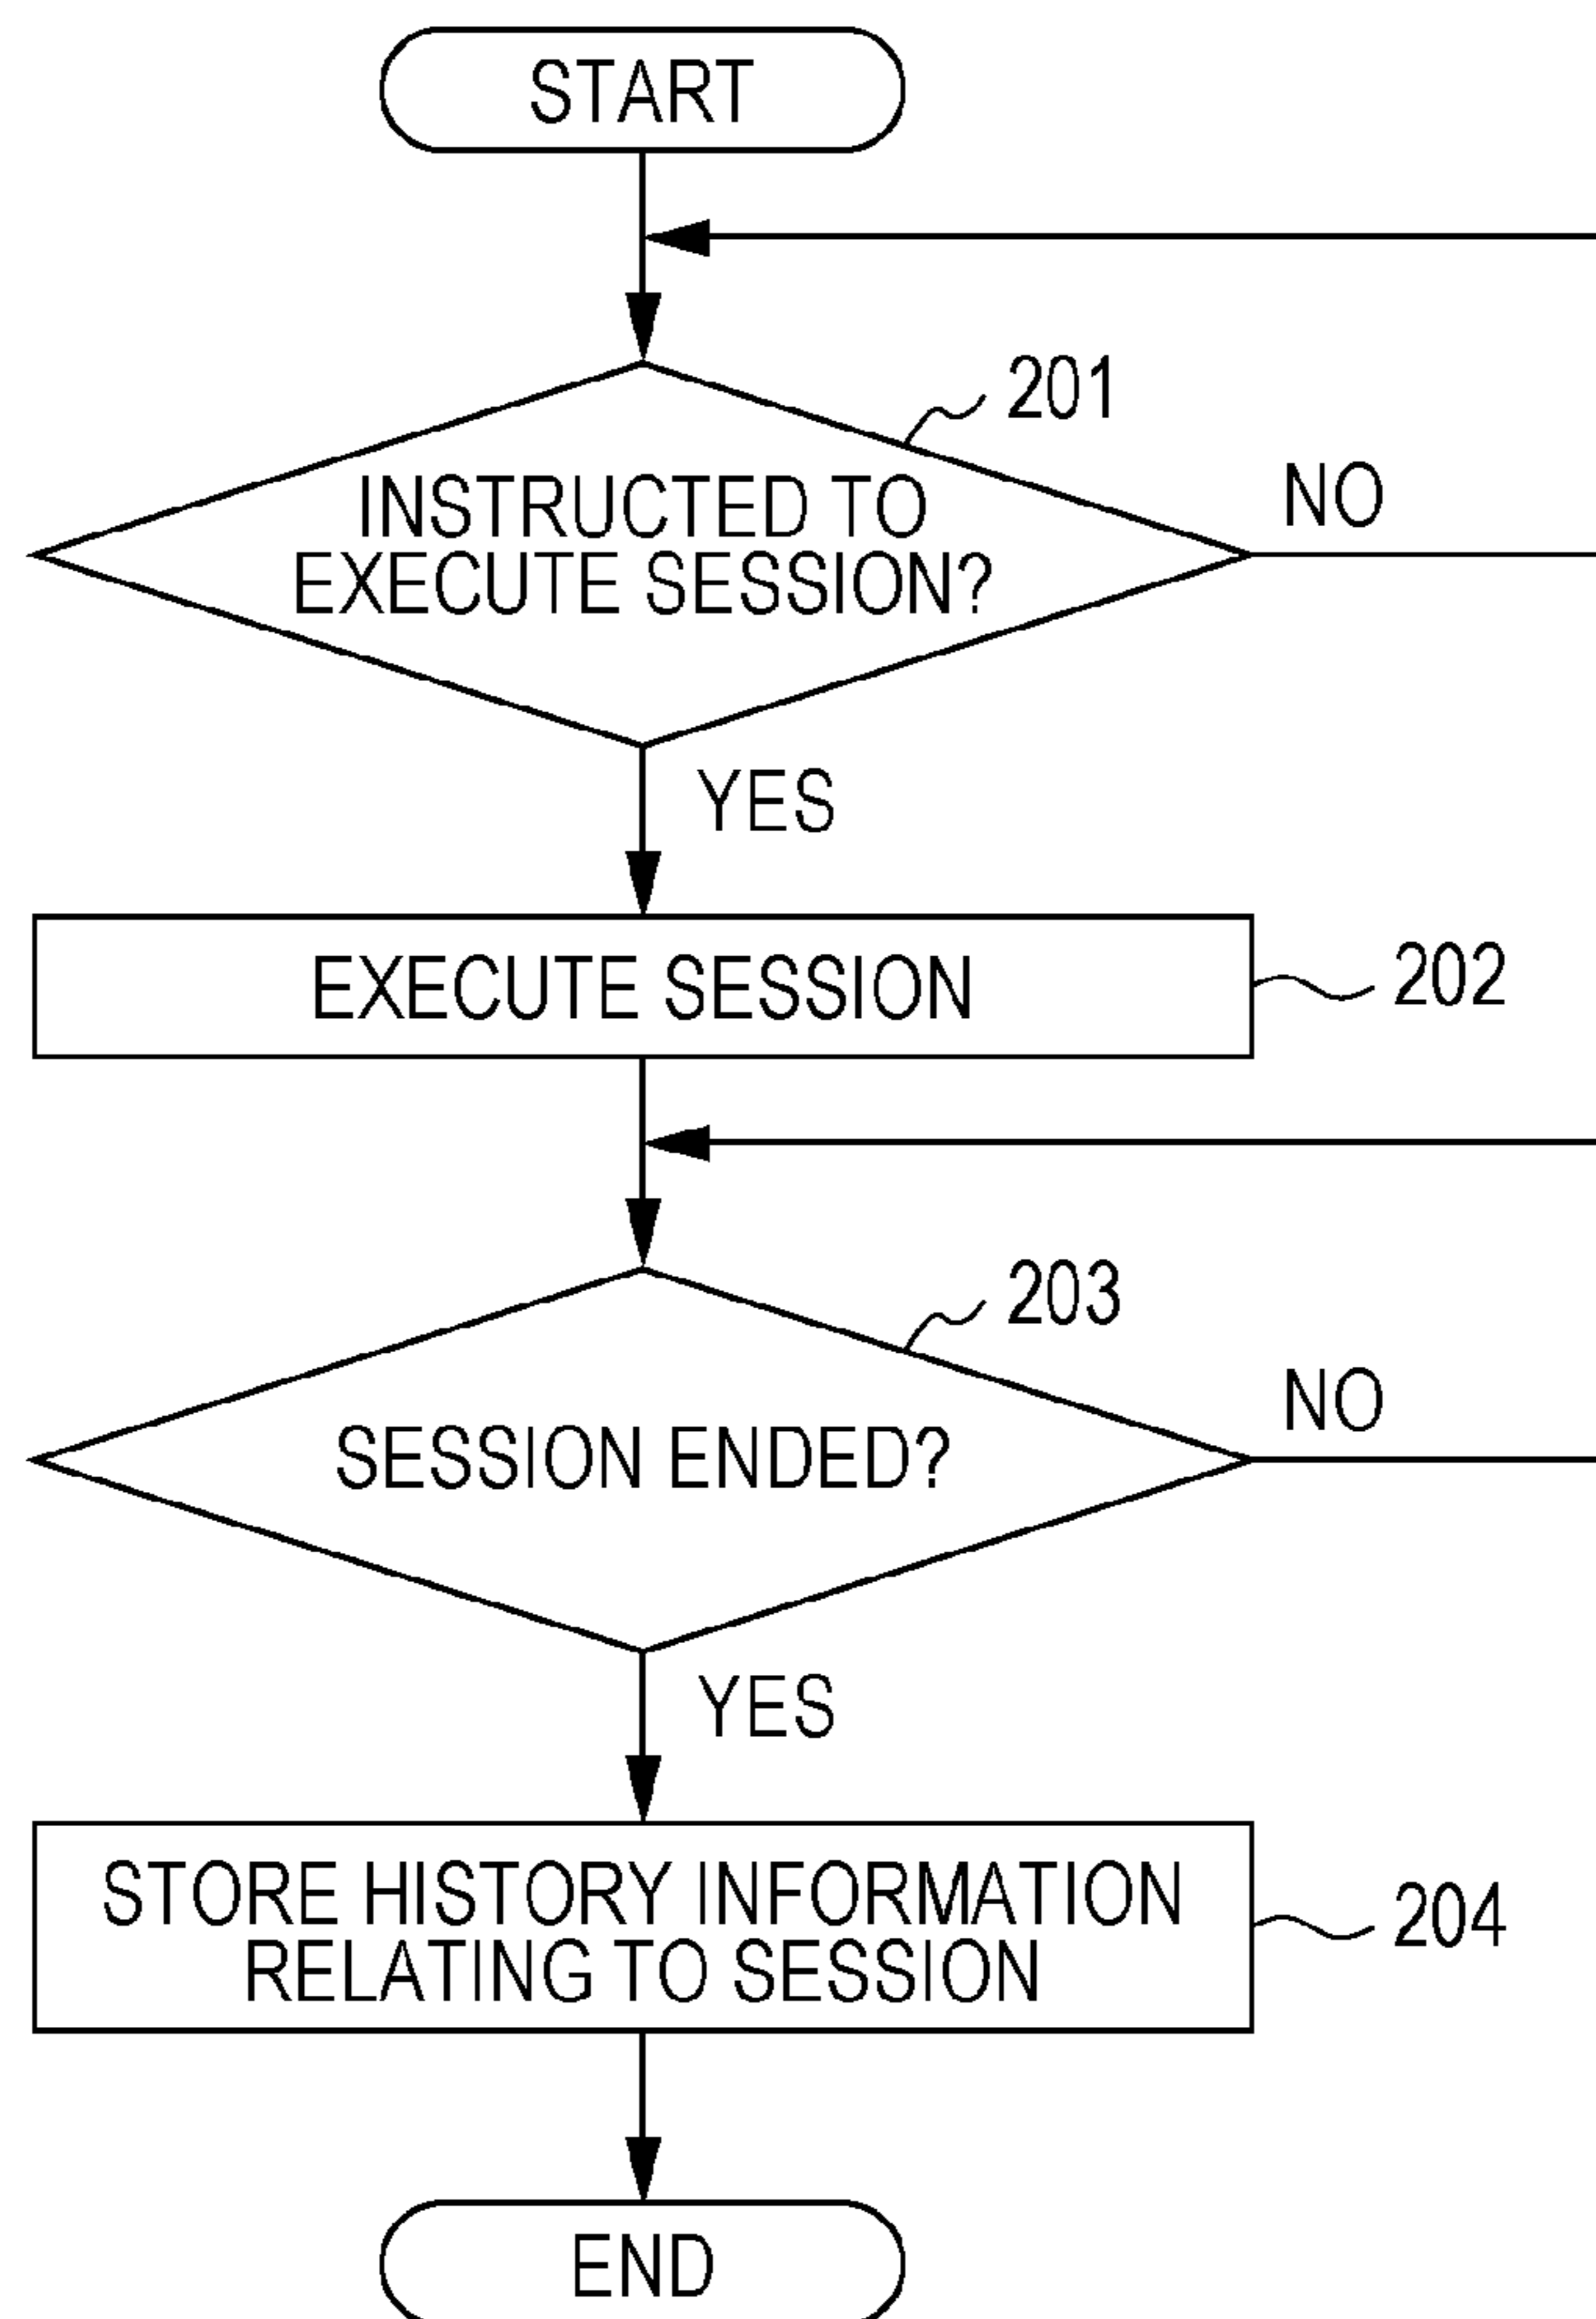 START
201
INSTRUCTED TO
EXECUTE SESSION?
NO
YES
EXECUTE SESSION
202
203
SESSION ENDED?
NO
YES
STORE HISTORY INFORMATION
RELATING TO SESSION
204
END